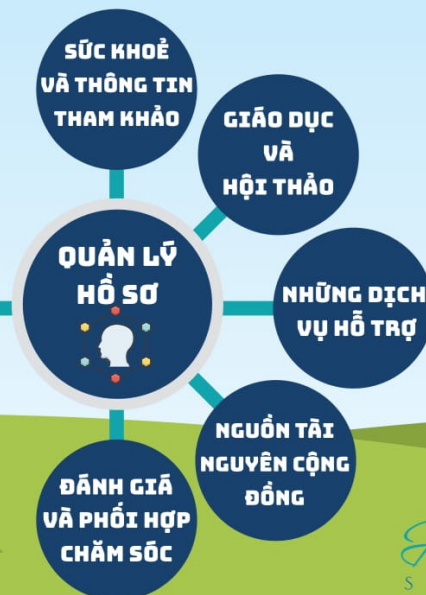 SỨC KHOẺ
VÀ THÔNG TIN
THAM KHẢO
GIÁO DỤC
VÀ
HỘI THẢO
QUẢN LÝ
HỒ SƠ
NHỮNG DỊCH
VỤ HỖ TRỢ
NGUỒN TÀI
NGUYÊN CỘNG
ĐỒNG
ĐÁNH GIÁ
VÀ PHỐI HỢP
CHĂM SÓC
S